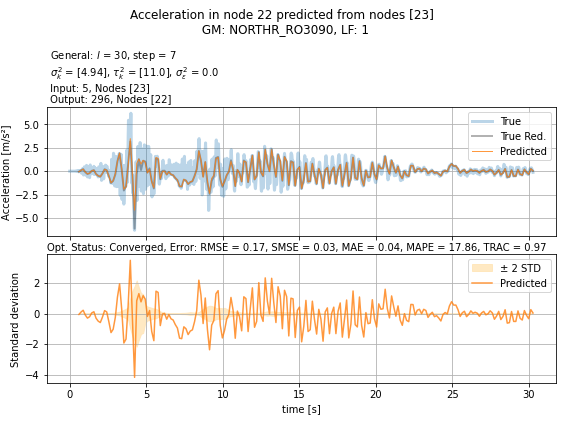 Acceleration in node 22 predicted from nodes [23]
GM: NORTHR_RO3090, LF: 1
General: l = 30, step = 7
σ²ₖ = [4.94], τ²ₖ = [11.0], σ²ε = 0.0
Input: 5, Nodes [23]
Output: 296, Nodes [22]
Acceleration [m/s²]
5.0
2.5
0.0
−2.5
−5.0
True
True Red.
Predicted
Opt. Status: Converged, Error: RMSE = 0.17, SMSE = 0.03, MAE = 0.04, MAPE = 17.86, TRAC = 0.97
Standard deviation
2
0
−2
−4
± 2 STD
Predicted
0 5 10 15 20 25 30
time [s]